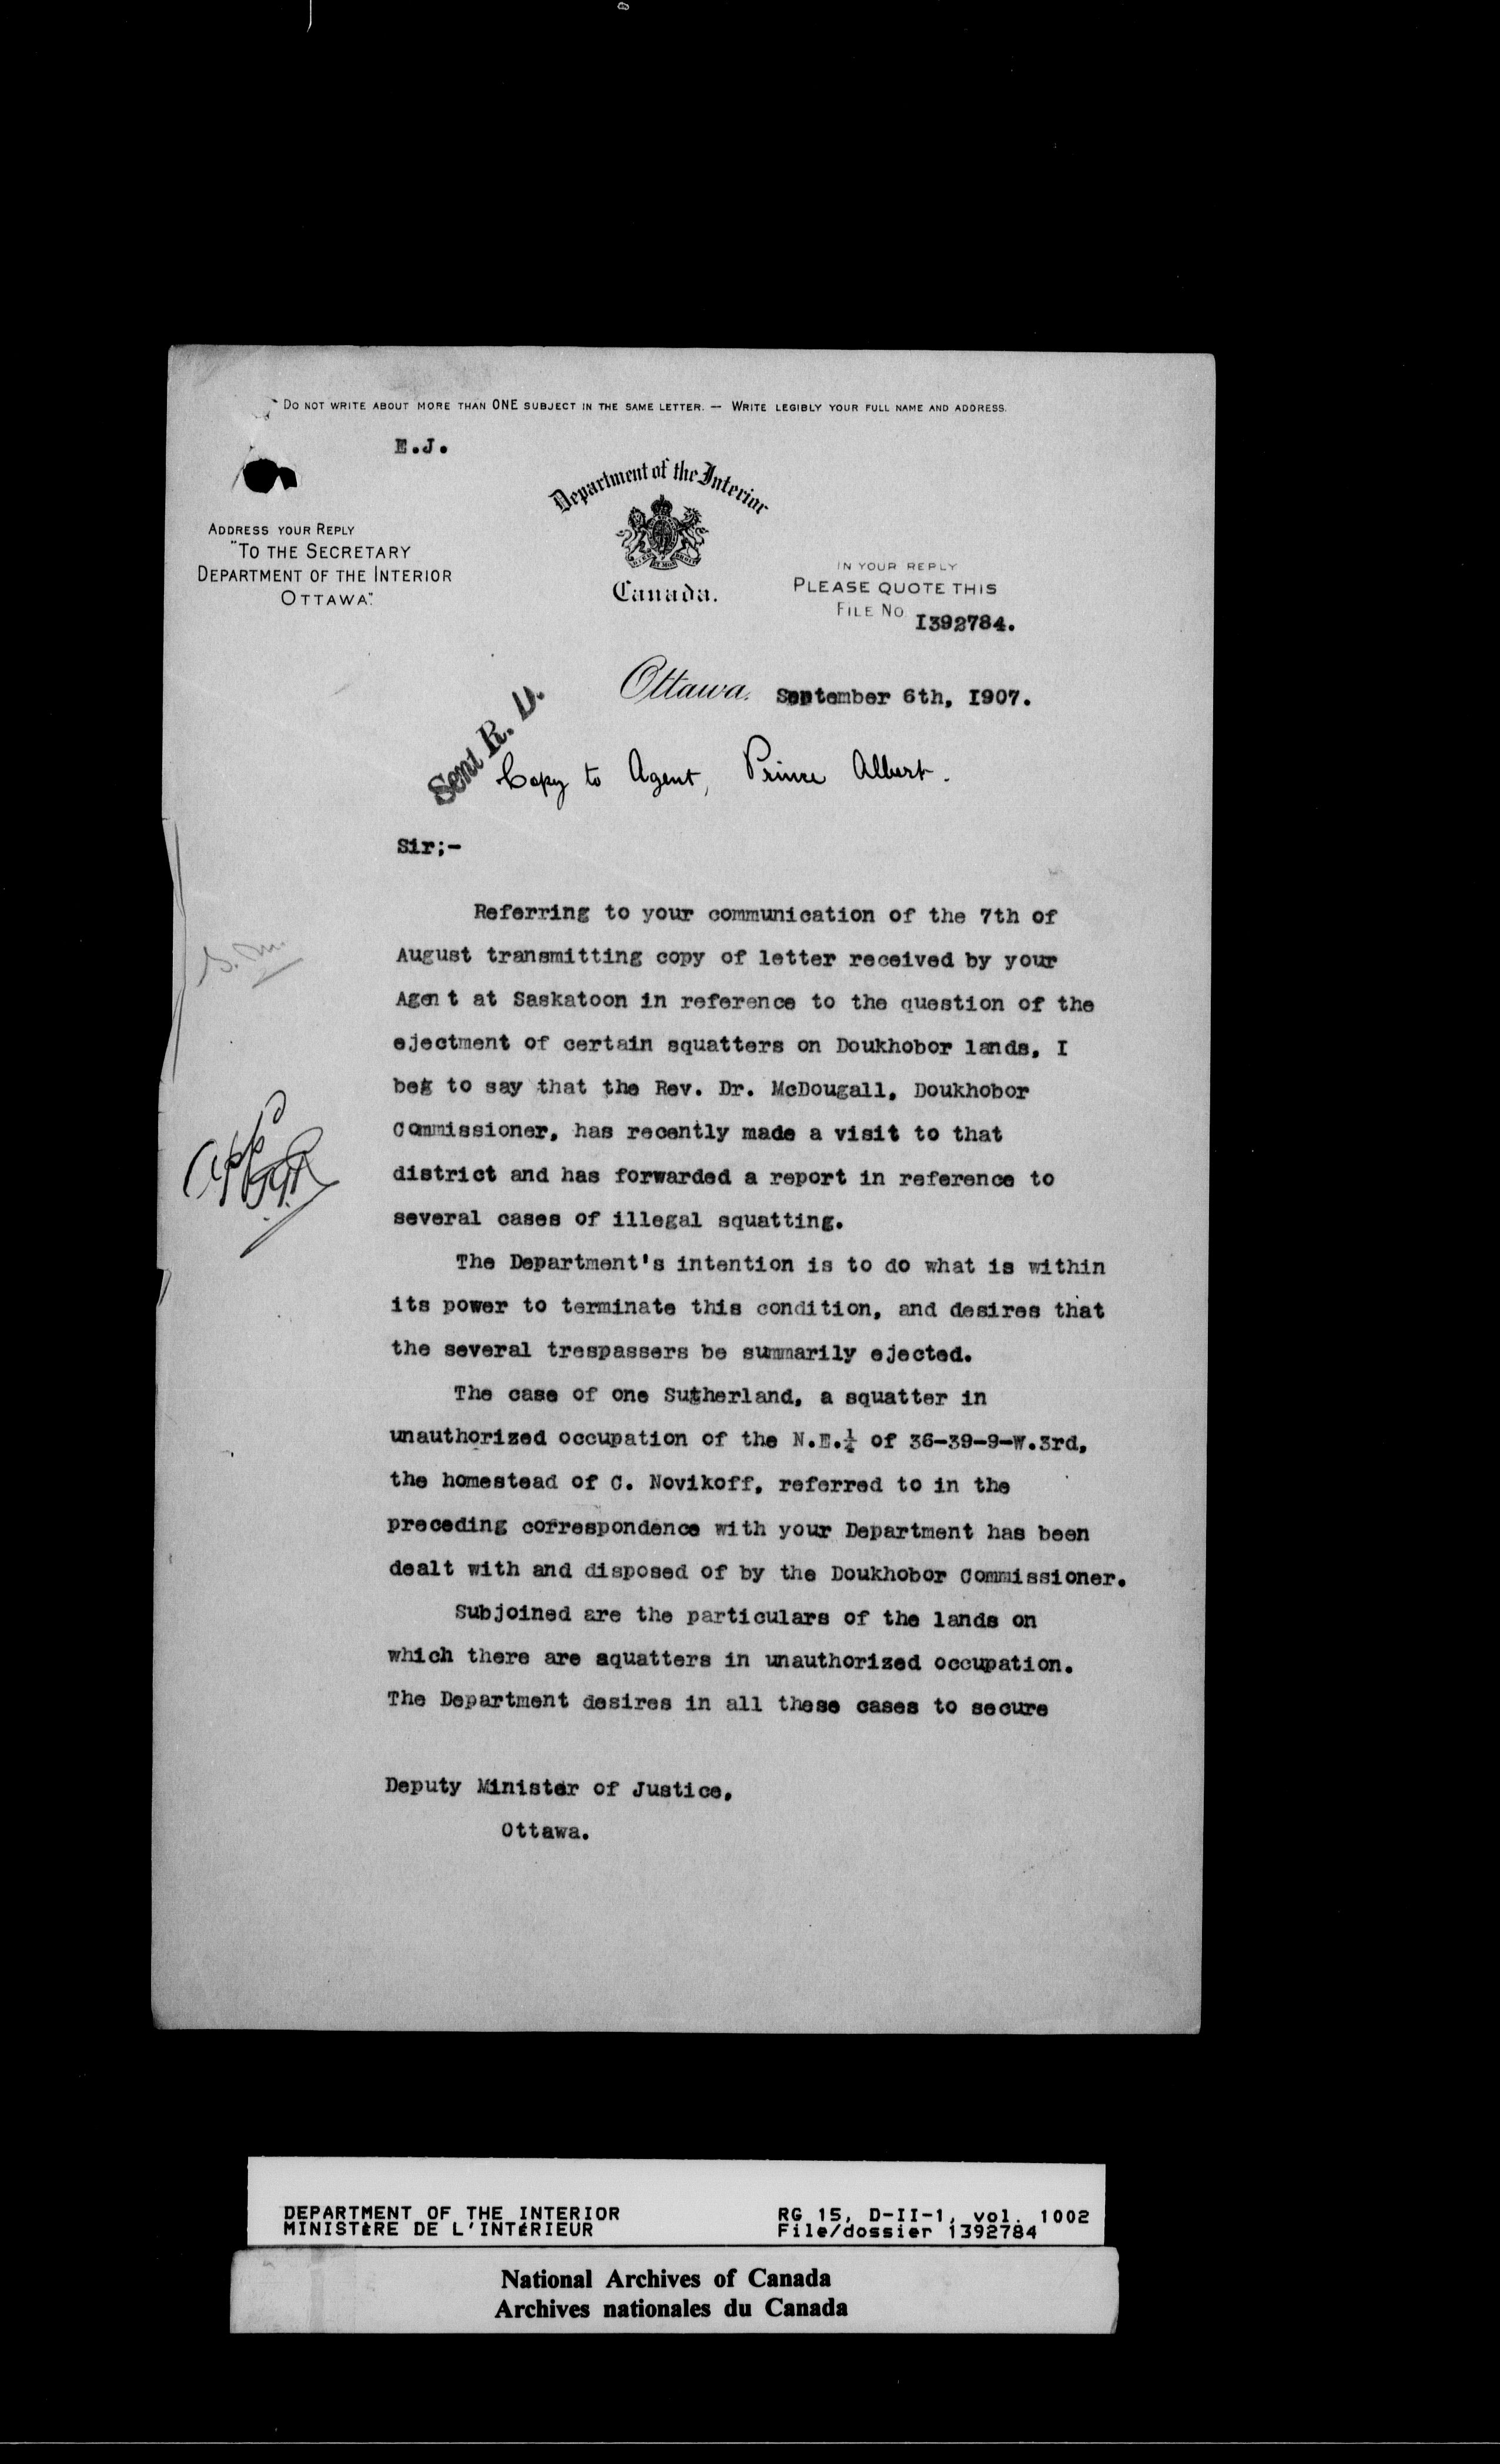 DO NOT WRITE ABOUT MORE THAN ONE SUBJECT IN THE SAME LETTER. — WRITE LEGIBLY YOUR FULL NAME AND ADDRESS.
E.J.
Department of the Interior
Canada.
ADDRESS YOUR REPLY
"TO THE SECRETARY
DEPARTMENT OF THE INTERIOR
OTTAWA".
IN YOUR REPLY
PLEASE QUOTE THIS
FILE NO. I392784.
Ottawa, September 6th, I907.
Sent R. D.
Copy to Agent, Prince Albert.
Sir;-
Referring to your communication of the 7th of
August transmitting copy of letter received by your
Agent at Saskatoon in reference to the question of the
ejectment of certain squatters on Doukhobor lands, I
beg to say that the Rev. Dr. McDougall, Doukhobor
Commissioner, has recently made a visit to that
district and has forwarded a report in reference to
several cases of illegal squatting.
The Department's intention is to do what is within
its power to terminate this condition, and desires that
the several trespassers be summarily ejected.
The case of one Sutherland, a squatter in
unauthorized occupation of the N.E.¼ of 36-39-9-W.3rd,
the homestead of C. Novikoff, referred to in the
preceding correspondence with your Department has been
dealt with and disposed of by the Doukhobor Commissioner.
Subjoined are the particulars of the lands on
which there are squatters in unauthorized occupation.
The Department desires in all these cases to secure
Deputy Minister of Justice,
Ottawa.
DEPARTMENT OF THE INTERIOR
MINISTÈRE DE L'INTÉRIEUR
RG 15, D-II-1, vol. 1002
File/dossier 1392784
National Archives of Canada
Archives nationales du Canada